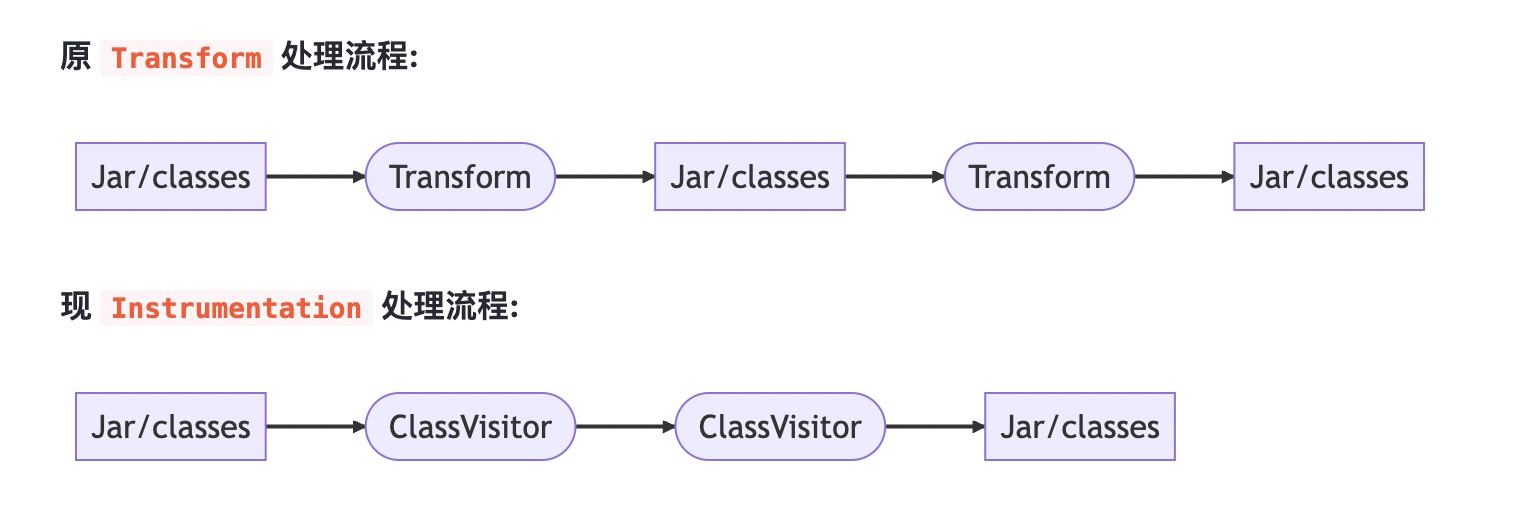 原 Transform 处理流程:
Jar/classes Transform Jar/classes Transform Jar/classes
现 Instrumentation 处理流程:
Jar/classes ClassVisitor ClassVisitor Jar/classes